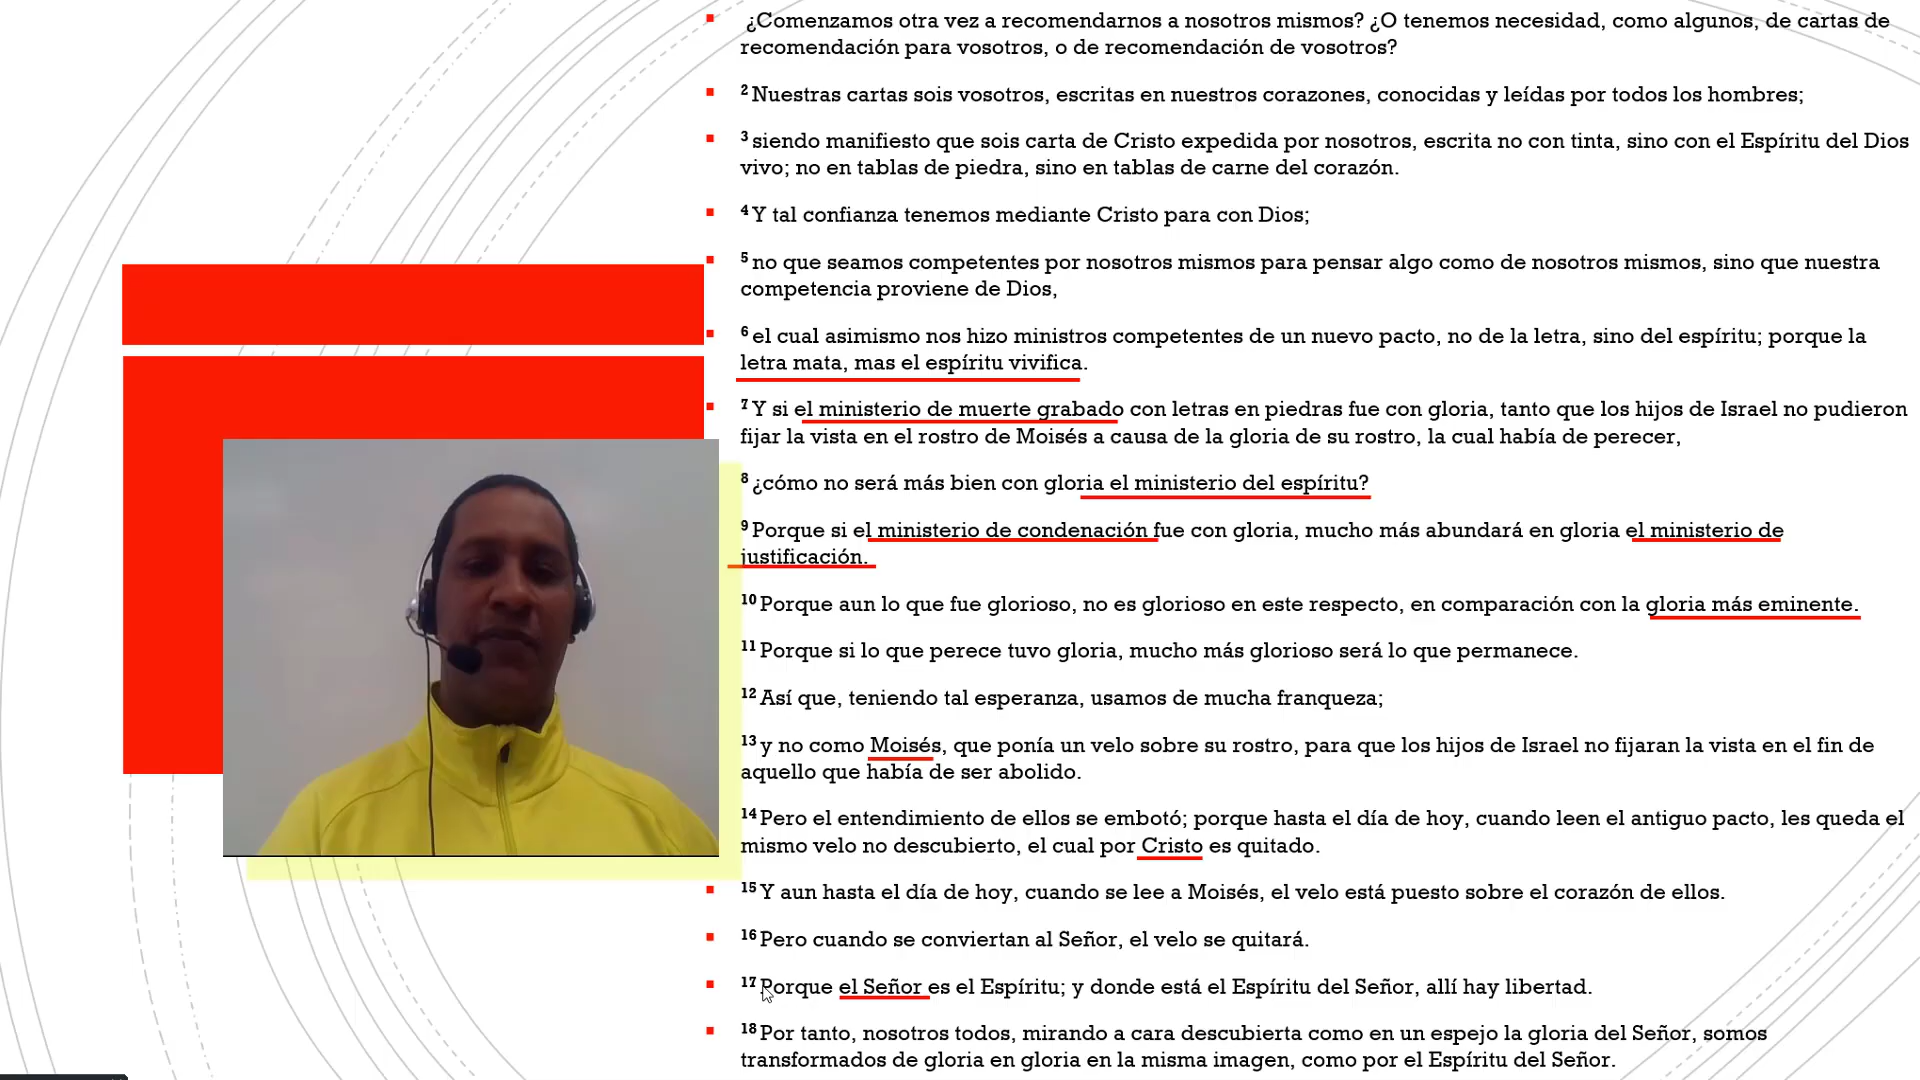 ¿Comenzamos otra vez a recomendarnos a nosotros mismos? ¿O tenemos necesidad, como algunos, de cartas de
recomendación para vosotros, o de recomendación de vosotros?
2 Nuestras cartas sois vosotros, escritas en nuestros corazones, conocidas y leídas por todos los hombres;
3 siendo manifiesto que sois carta de Cristo expedida por nosotros, escrita no con tinta, sino con el Espíritu del Dios
vivo; no en tablas de piedra, sino en tablas de carne del corazón.
4 Y tal confianza tenemos mediante Cristo para con Dios;
5 no que seamos competentes por nosotros mismos para pensar algo como de nosotros mismos, sino que nuestra
competencia proviene de Dios,
6 el cual asimismo nos hizo ministros competentes de un nuevo pacto, no de la letra, sino del espíritu; porque la
letra mata, mas el espíritu vivifica.
7 Y si el ministerio de muerte grabado con letras en piedras fue con gloria, tanto que los hijos de Israel no pudieron
fijar la vista en el rostro de Moisés a causa de la gloria de su rostro, la cual había de perecer,
8 ¿cómo no será más bien con gloria el ministerio del espíritu?
9 Porque si el ministerio de condenación fue con gloria, mucho más abundará en gloria el ministerio de
justificación.
10 Porque aun lo que fue glorioso, no es glorioso en este respecto, en comparación con la gloria más eminente.
11 Porque si lo que perece tuvo gloria, mucho más glorioso será lo que permanece.
12 Así que, teniendo tal esperanza, usamos de mucha franqueza;
13 y no como Moisés, que ponía un velo sobre su rostro, para que los hijos de Israel no fijaran la vista en el fin de
aquello que había de ser abolido.
14 Pero el entendimiento de ellos se embotó; porque hasta el día de hoy, cuando leen el antiguo pacto, les queda el
mismo velo no descubierto, el cual por Cristo es quitado.
15 Y aun hasta el día de hoy, cuando se lee a Moisés, el velo está puesto sobre el corazón de ellos.
16 Pero cuando se conviertan al Señor, el velo se quitará.
17 Porque el Señor es el Espíritu; y donde está el Espíritu del Señor, allí hay libertad.
18 Por tanto, nosotros todos, mirando a cara descubierta como en un espejo la gloria del Señor, somos
transformados de gloria en gloria en la misma imagen, como por el Espíritu del Señor.